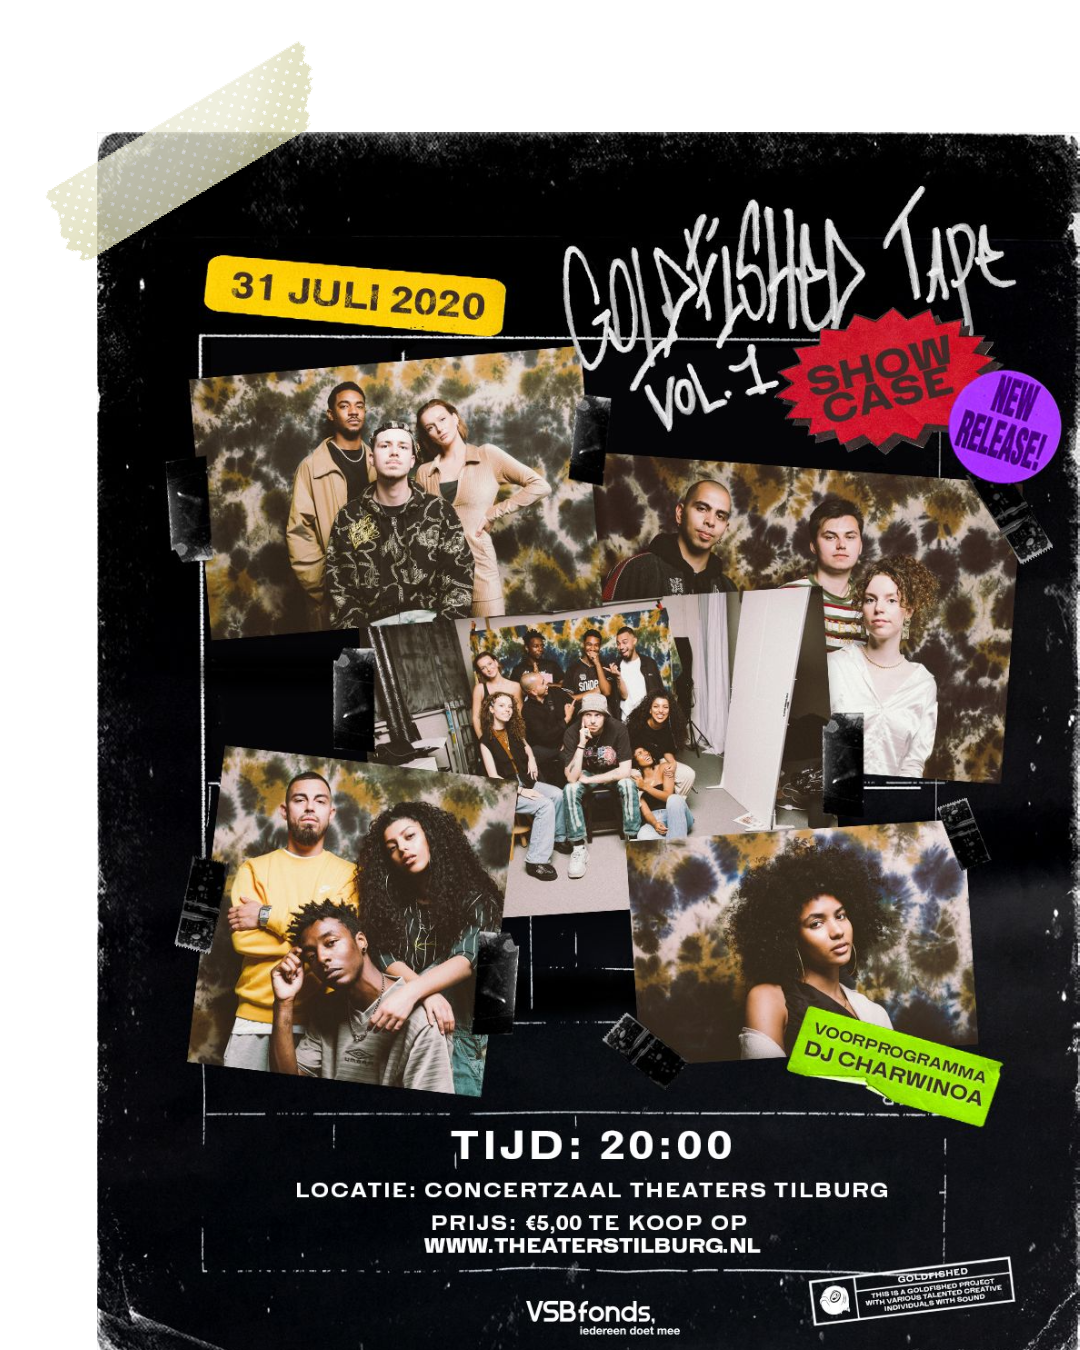 31 JULI 2020
GOLDFISHED TAPE
VOL. 1
SHOW
CASE
NEW
RELEASE!
VOORPROGRAMMA
DJ CHARWINOA
TIJD: 20:00
LOCATIE: CONCERTZAAL THEATERS TILBURG
PRIJS: €5,00 TE KOOP OP
WWW.THEATERSTILBURG.NL
GOLDFISHED
THIS IS A GOLDFISHED PROJECT
WITH VARIOUS TALENTED CREATIVE
INDIVIDUALS WITH SOUND
VSBfonds,
iedereen doet mee